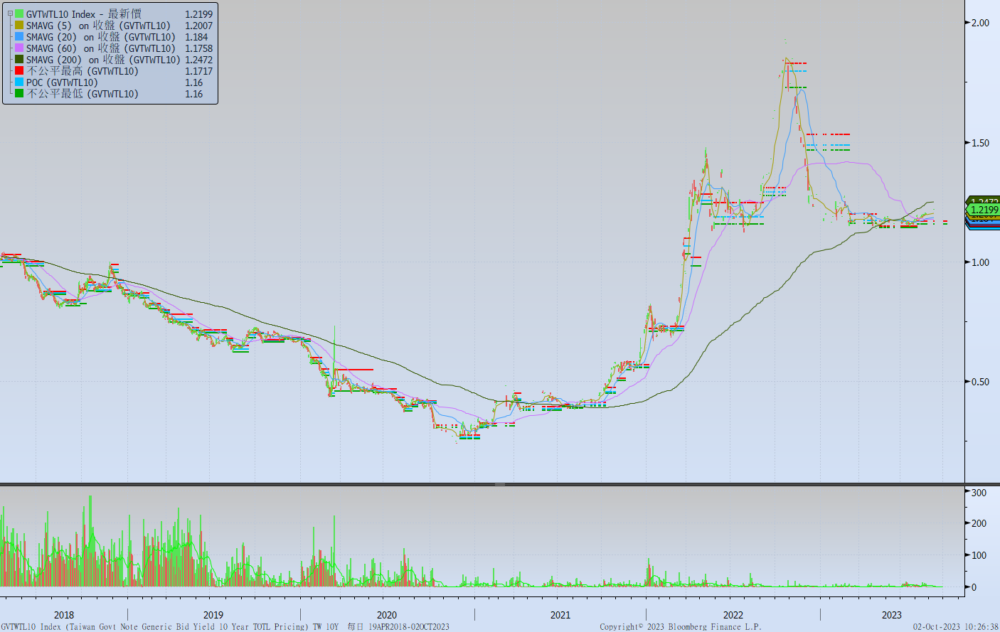 GVTWTL10 Index - 最新價 1.2199
SMAVG (5) on 收盤 (GVTWTL10) 1.2007
SMAVG (20) on 收盤 (GVTWTL10) 1.184
SMAVG (60) on 收盤 (GVTWTL10) 1.1758
SMAVG (200) on 收盤 (GVTWTL10) 1.2472
不公平最高 (GVTWTL10) 1.1717
POC (GVTWTL10) 1.16
不公平最低 (GVTWTL10) 1.16
2.00
1.50
1.2472
1.2199
1.00
0.50
300
200
100
0
2018 2019 2020 2021 2022 2023
GVTWTL10 Index (Taiwan Govt Note Generic Bid Yield 10 Year TOTL Pricing) TW 10Y 每日 19APR2018-02OCT2023 Copyright© 2023 Bloomberg Finance L.P. 02-Oct-2023 10:26:38